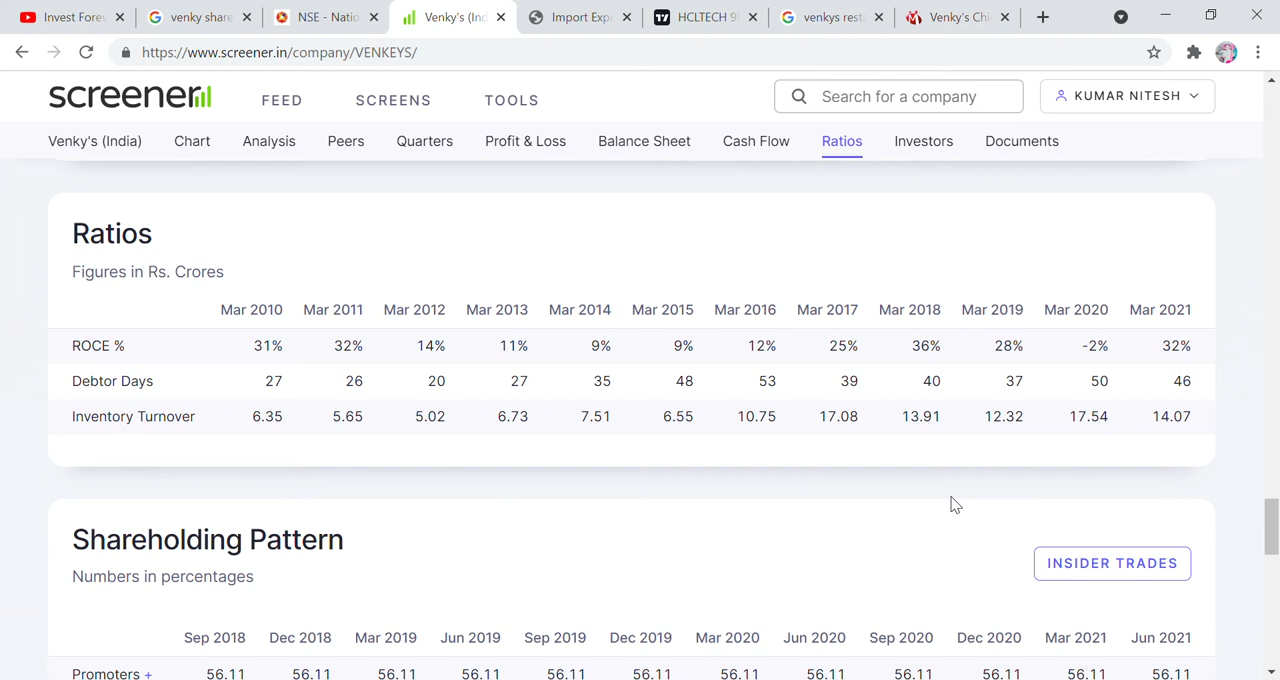 Invest Forev
venky share
NSE - Natio
Venky's (Ind
Import Expo
HCLTECH 9
venkys resta
Venky's Chi
https://www.screener.in/company/VENKEYS/
screener
FEED
SCREENS
TOOLS
Search for a company
KUMAR NITESH
Venky's (India) Chart Analysis Peers Quarters Profit & Loss Balance Sheet Cash Flow Ratios Investors Documents
Ratios
Figures in Rs. Crores
Mar 2010 Mar 2011 Mar 2012 Mar 2013 Mar 2014 Mar 2015 Mar 2016 Mar 2017 Mar 2018 Mar 2019 Mar 2020 Mar 2021
ROCE % 31% 32% 14% 11% 9% 9% 12% 25% 36% 28% -2% 32%
Debtor Days 27 26 20 27 35 48 53 39 40 37 50 46
Inventory Turnover 6.35 5.65 5.02 6.73 7.51 6.55 10.75 17.08 13.91 12.32 17.54 14.07
Shareholding Pattern
Numbers in percentages
INSIDER TRADES
Sep 2018 Dec 2018 Mar 2019 Jun 2019 Sep 2019 Dec 2019 Mar 2020 Jun 2020 Sep 2020 Dec 2020 Mar 2021 Jun 2021
Promoters + 56.11 56.11 56.11 56.11 56.11 56.11 56.11 56.11 56.11 56.11 56.11 56.11